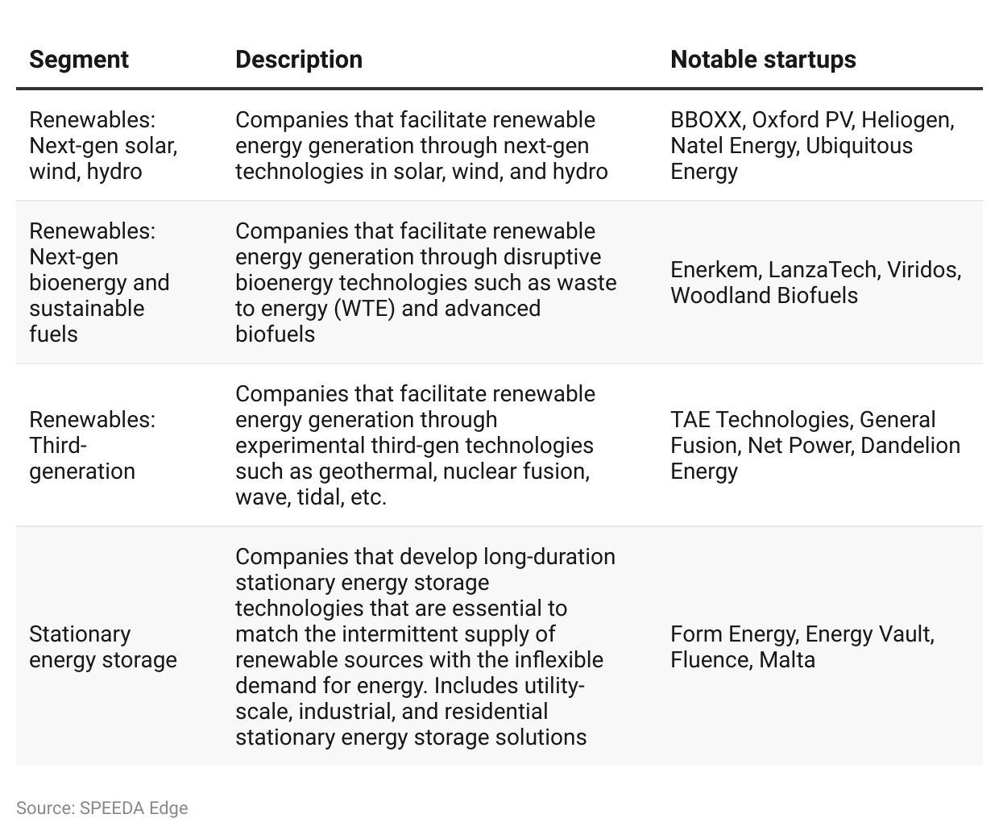 Segment
Description
Notable startups
Renewables:
Next-gen solar,
wind, hydro
Companies that facilitate renewable
energy generation through next-gen
technologies in solar, wind, and hydro
BBOXX, Oxford PV, Heliogen,
Natel Energy, Ubiquitous
Energy
Renewables:
Next-gen
bioenergy and
sustainable
fuels
Companies that facilitate renewable
energy generation through disruptive
bioenergy technologies such as waste
to energy (WTE) and advanced
biofuels
Enerkem, LanzaTech, Viridos,
Woodland Biofuels
Renewables:
Third-
generation
Companies that facilitate renewable
energy generation through
experimental third-gen technologies
such as geothermal, nuclear fusion,
wave, tidal, etc.
TAE Technologies, General
Fusion, Net Power, Dandelion
Energy
Stationary
energy storage
Companies that develop long-duration
stationary energy storage
technologies that are essential to
match the intermittent supply of
renewable sources with the inflexible
demand for energy. Includes utility-
scale, industrial, and residential
stationary energy storage solutions
Form Energy, Energy Vault,
Fluence, Malta
Source: SPEEDA Edge